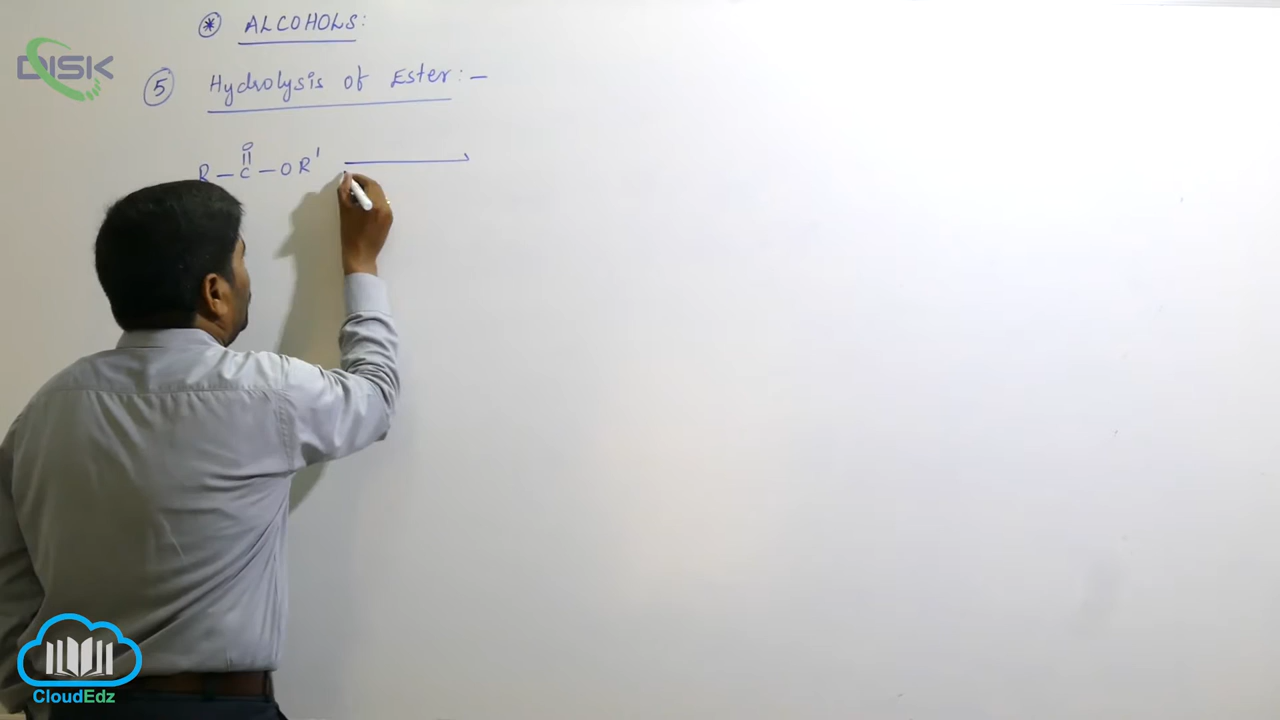 DISK
* ALCOHOLS:
5 Hydrolysis of Ester:-
O
R-C-OR'
CloudEdz